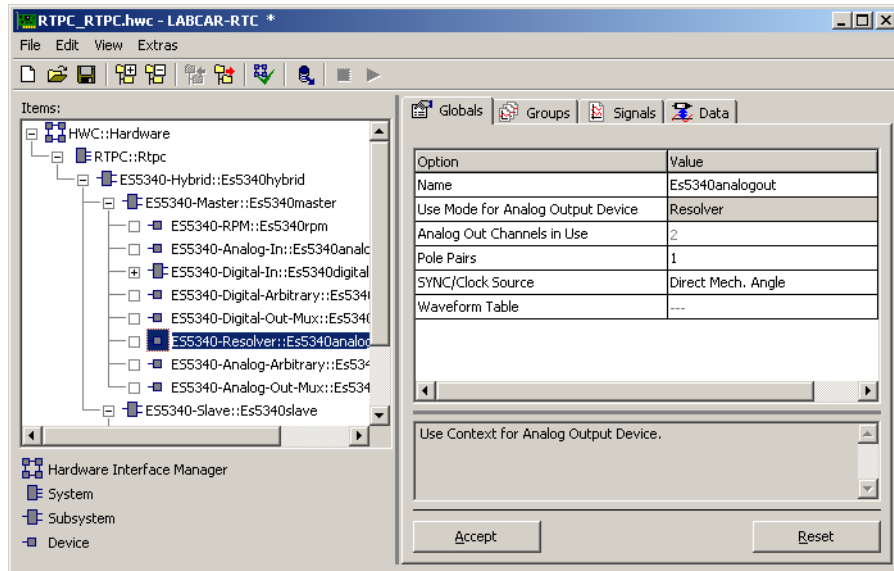 RTPC_RTPC.hwc - LABCAR-RTC *
File Edit View Extras
Items:
HWC::Hardware
RTPC::Rtpc
ES5340-Hybrid::Es5340hybrid
ES5340-Master::Es5340master
ES5340-RPM::Es5340rpm
ES5340-Analog-In::Es5340analo
ES5340-Digital-In::Es5340digital
ES5340-Digital-Arbitrary::Es534
ES5340-Digital-Out-Mux::Es5340
ES5340-Resolver::Es5340analog
ES5340-Analog-Arbitrary::Es534
ES5340-Analog-Out-Mux::Es534
ES5340-Slave::Es5340slave
Hardware Interface Manager
System
Subsystem
Device
Globals Groups Signals Data
Option Value
Name Es5340analogout
Use Mode for Analog Output Device Resolver
Analog Out Channels in Use 2
Pole Pairs 1
SYNC/Clock Source Direct Mech. Angle
Waveform Table ---
Use Context for Analog Output Device.
Accept Reset